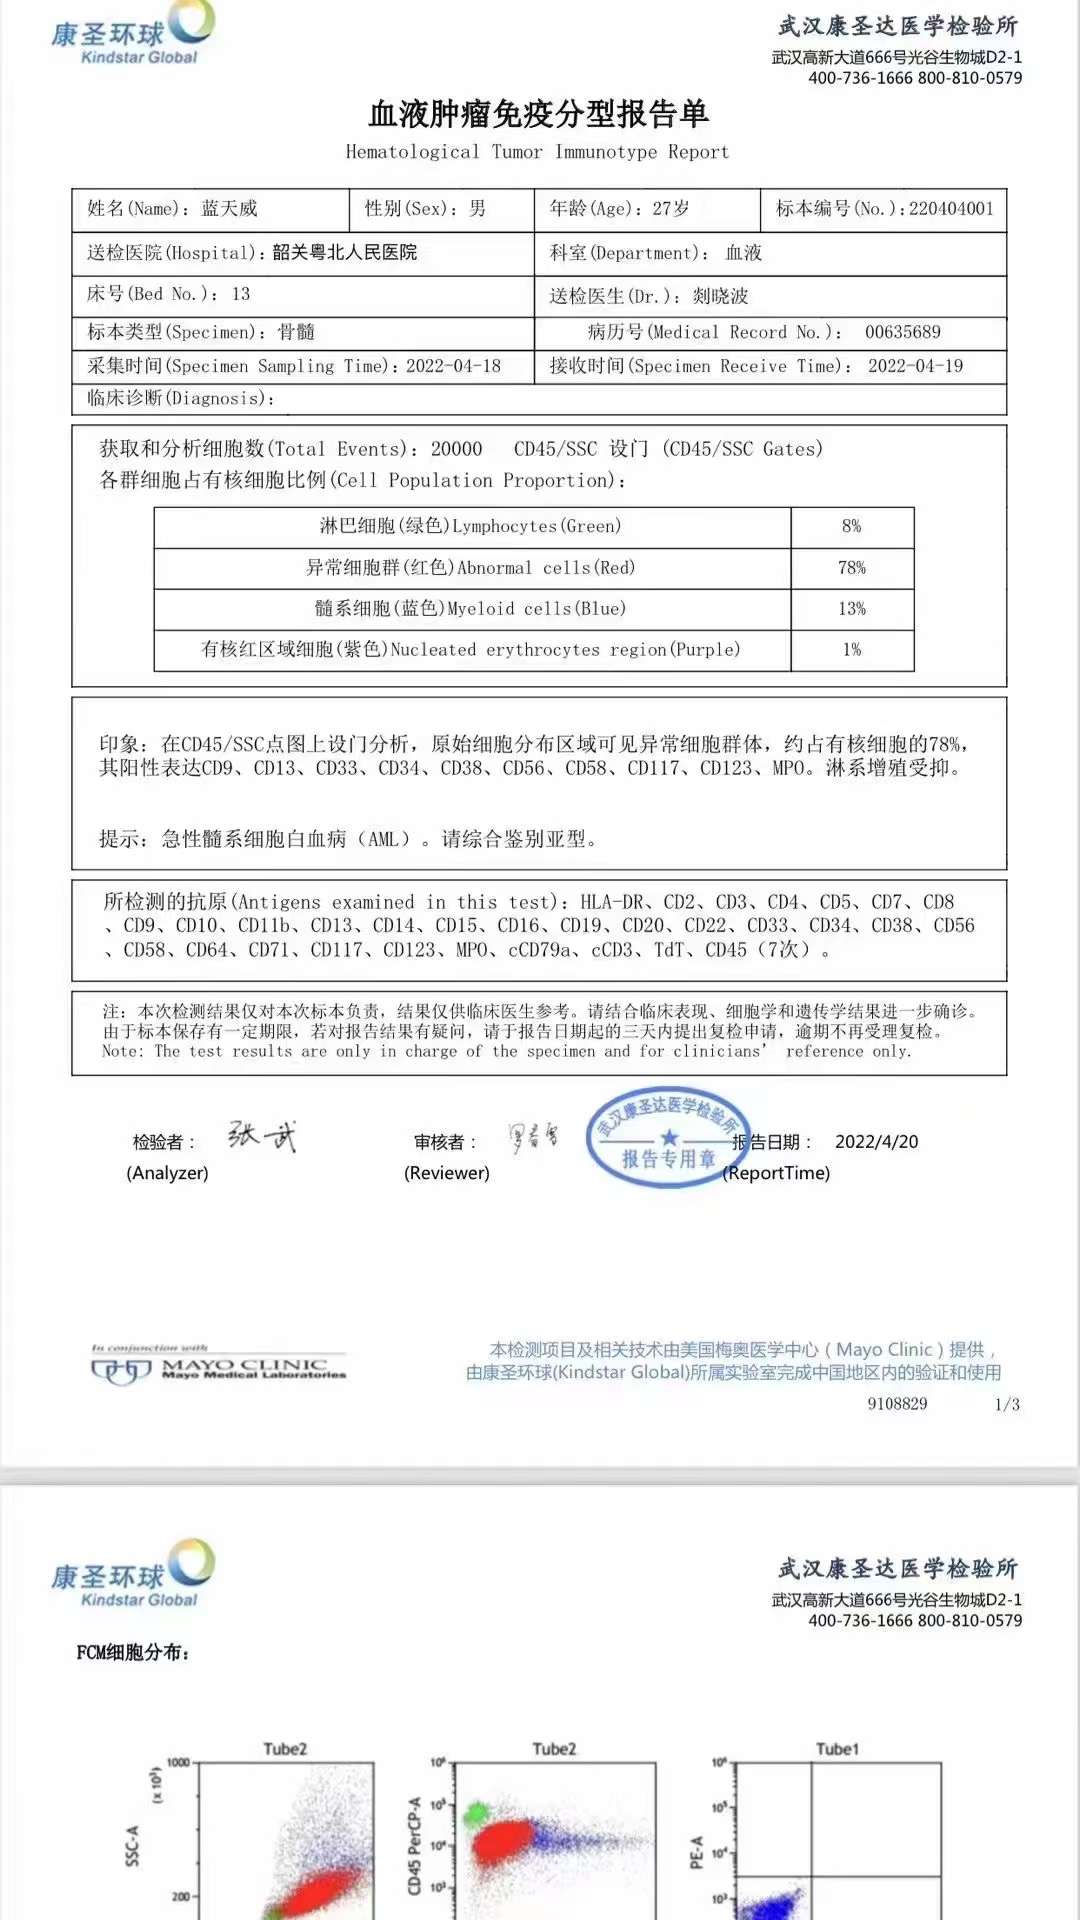 康圣环球
Kindstar Global
武汉康圣达医学检验所
武汉高新大道666号光谷生物城D2-1
400-736-1666 800-810-0579
血液肿瘤免疫分型报告单
Hematological Tumor Immunotype Report
姓名(Name): 蓝天威 性别(Sex): 男 年龄(Age): 27岁 标本编号(No.):220404001
送检医院(Hospital): 韶关粤北人民医院 科室(Department): 血液
床号(Bed No.): 13 送检医生(Dr.): 剡晓波
标本类型(Specimen): 骨髓 病历号(Medical Record No.): 00635689
采集时间(Specimen Sampling Time): 2022-04-18 接收时间(Specimen Receive Time): 2022-04-19
临床诊断(Diagnosis):
获取和分析细胞数(Total Events): 20000 CD45/SSC 设门 (CD45/SSC Gates)
各群细胞占有核细胞比例(Cell Population Proportion):
淋巴细胞(绿色)Lymphocytes(Green) 8%
异常细胞群(红色)Abnormal cells(Red) 78%
髓系细胞(蓝色)Myeloid cells(Blue) 13%
有核红区域细胞(紫色)Nucleated erythrocytes region(Purple) 1%
印象: 在CD45/SSC点图上设门分析，原始细胞分布区域可见异常细胞群体，约占有核细胞的78%，
其阳性表达CD9、CD13、CD33、CD34、CD38、CD56、CD58、CD117、CD123、MPO。淋系增殖受抑。
提示: 急性髓系细胞白血病（AML）。请综合鉴别亚型。
所检测的抗原(Antigens examined in this test): HLA-DR、CD2、CD3、CD4、CD5、CD7、CD8
、CD9、CD10、CD11b、CD13、CD14、CD15、CD16、CD19、CD20、CD22、CD33、CD34、CD38、CD56
、CD58、CD64、CD71、CD117、CD123、MPO、cCD79a、cCD3、TdT、CD45（7次）。
注: 本次检测结果仅对本次标本负责，结果仅供临床医生参考。请结合临床表现、细胞学和遗传学结果进一步确诊。
由于标本保存有一定期限，若对报告结果有疑问，请于报告日期起的三天内提出复检申请，逾期不再受理复检。
Note: The test results are only in charge of the specimen and for clinicians' reference only.
检验者： 张武 审核者： 武汉康圣达医学检验所 报告专用章 报告日期： 2022/4/20
(Analyzer) (Reviewer) (ReportTime)
In conjunction with
MAYO CLINIC
Mayo Medical Laboratories
本检测项目及相关技术由美国梅奥医学中心（Mayo Clinic）提供，
由康圣环球(Kindstar Global)所属实验室完成中国地区内的验证和使用
9108829 1/3
康圣环球
Kindstar Global
武汉康圣达医学检验所
武汉高新大道666号光谷生物城D2-1
400-736-1666 800-810-0579
FCM细胞分布:
Tube2 Tube2 Tube1
SSC-A (x 10³) 1000 200
CD45 PerCP-A 10⁶ 10⁵ 10⁴ 10³
PE-A 10⁶ 10⁵ 10⁴ 10³